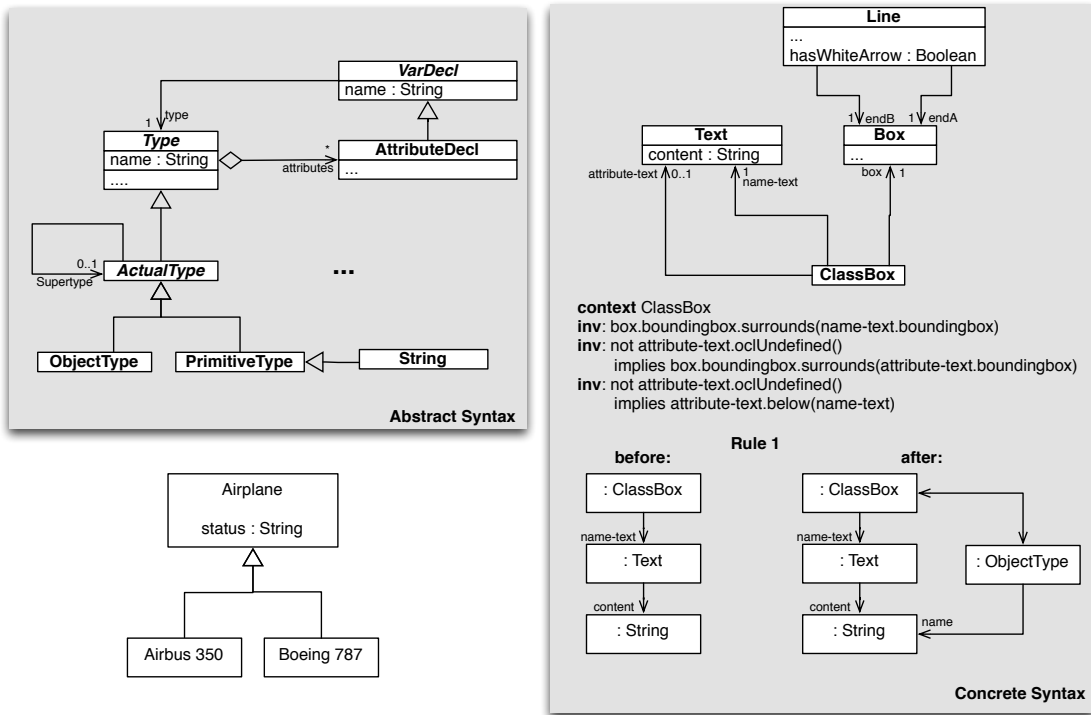 VarDecl
name : String
type
1
Type
name : String
....
*
attributes
AttributeDecl
...
0..1
Supertype
ActualType
...
ObjectType
PrimitiveType
String
Abstract Syntax
Airplane
status : String
Airbus 350
Boeing 787
Line
...
hasWhiteArrow : Boolean
1 endB
1 endA
Text
content : String
Box
...
attribute-text 0..1
1
name-text
box 1
ClassBox
context ClassBox
inv: box.boundingbox.surrounds(name-text.boundingbox)
inv: not attribute-text.oclUndefined()
implies box.boundingbox.surrounds(attribute-text.boundingbox)
inv: not attribute-text.oclUndefined()
implies attribute-text.below(name-text)
Rule 1
before:
after:
: ClassBox
name-text
: Text
content
: String
: ClassBox
name-text
: Text
: ObjectType
content
name
: String
Concrete Syntax